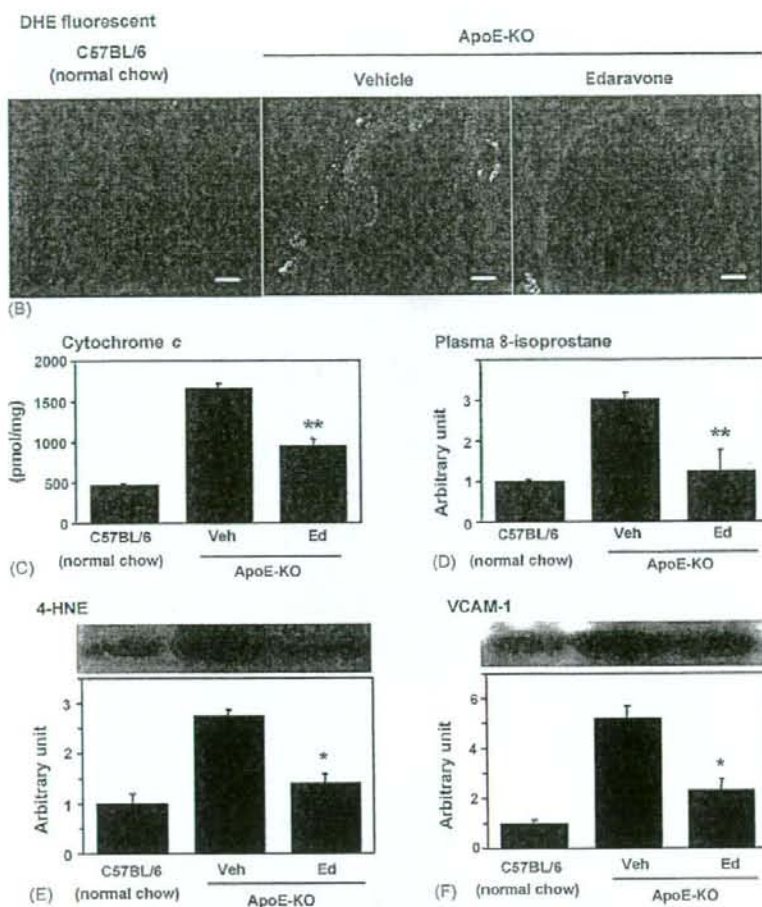 DHE fluorescent
C57BL/6
(normal chow)
ApoE-KO
Vehicle
Edaravone
(B)
Cytochrome c
(pmol/mg)
2000
1500
1000
500
0
**
C57BL/6
(normal chow)
Veh
Ed
ApoE-KO
(C)
Plasma 8-isoprostane
Arbitrary unit
4
3
2
1
0
**
C57BL/6
(normal chow)
Veh
Ed
ApoE-KO
(D)
4-HNE
Arbitrary unit
3
2
1
0
*
C57BL/6
(normal chow)
Veh
Ed
ApoE-KO
(E)
VCAM-1
Arbitrary unit
6
4
2
0
*
C57BL/6
(normal chow)
Veh
Ed
ApoE-KO
(F)